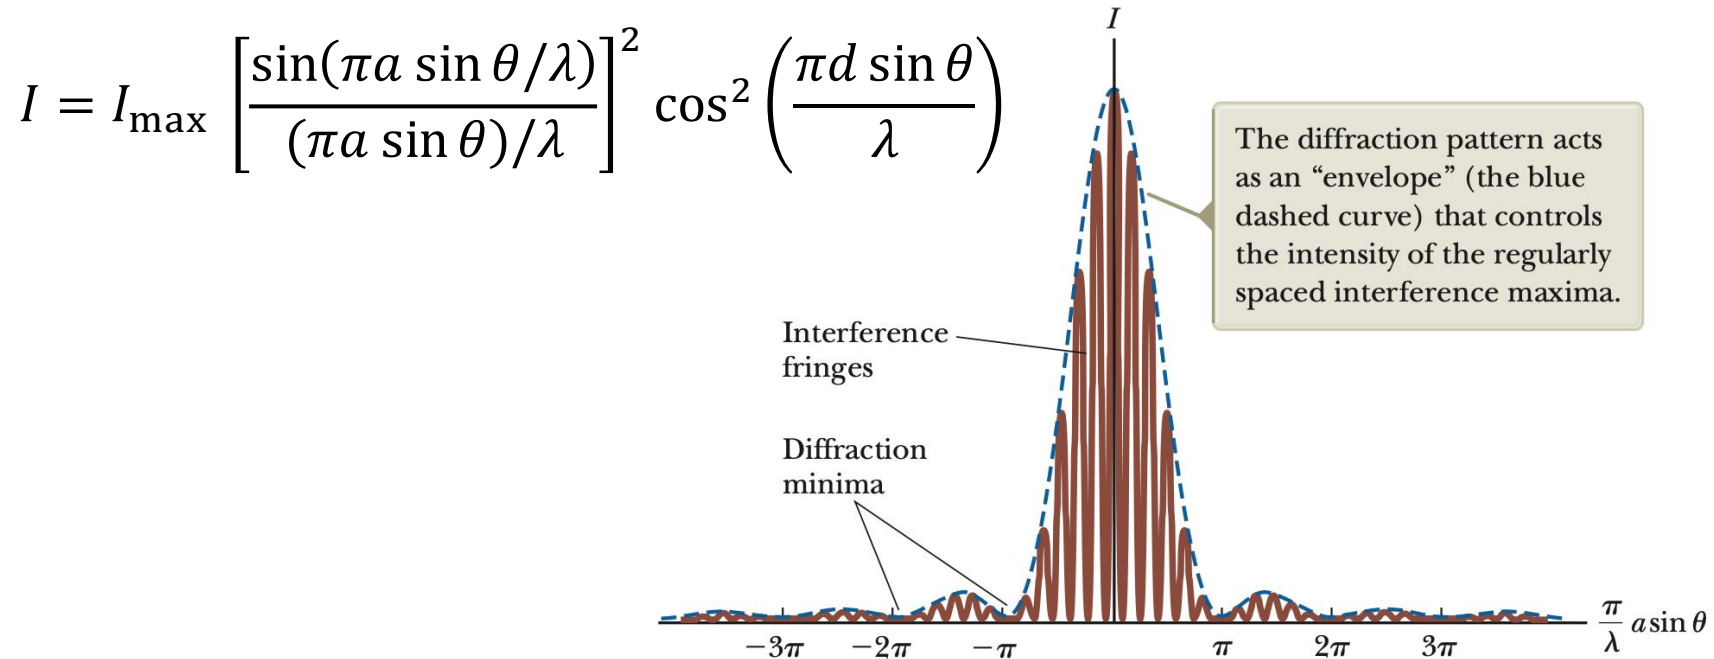 I = I_max [sin(πa sin θ/λ) / (πa sin θ)/λ]² cos² (πd sin θ / λ)
I
The diffraction pattern acts
as an “envelope” (the blue
dashed curve) that controls
the intensity of the regularly
spaced interference maxima.
Interference
fringes
Diffraction
minima
−3π −2π −π π 2π 3π
π/λ a sin θ